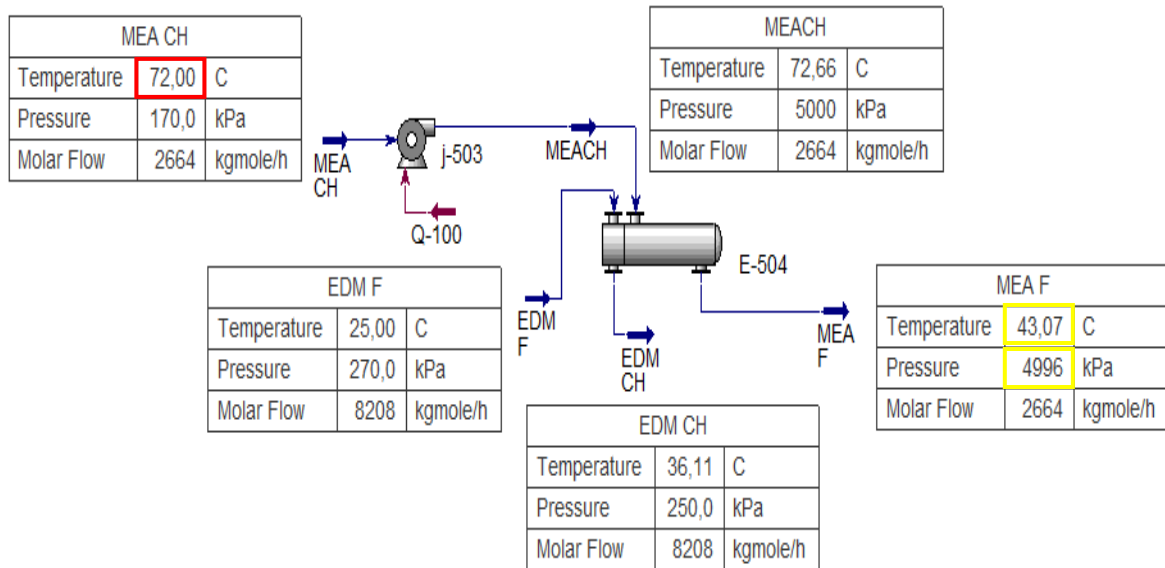 MEA CH
Temperature 72,00 C
Pressure 170,0 kPa
Molar Flow 2664 kgmole/h
MEACH
Temperature 72,66 C
Pressure 5000 kPa
Molar Flow 2664 kgmole/h
MEA
CH
j-503
MEACH
Q-100
E-504
EDM F
Temperature 25,00 C
Pressure 270,0 kPa
Molar Flow 8208 kgmole/h
EDM
F
EDM
CH
MEA
F
MEA F
Temperature 43,07 C
Pressure 4996 kPa
Molar Flow 2664 kgmole/h
EDM CH
Temperature 36,11 C
Pressure 250,0 kPa
Molar Flow 8208 kgmole/h